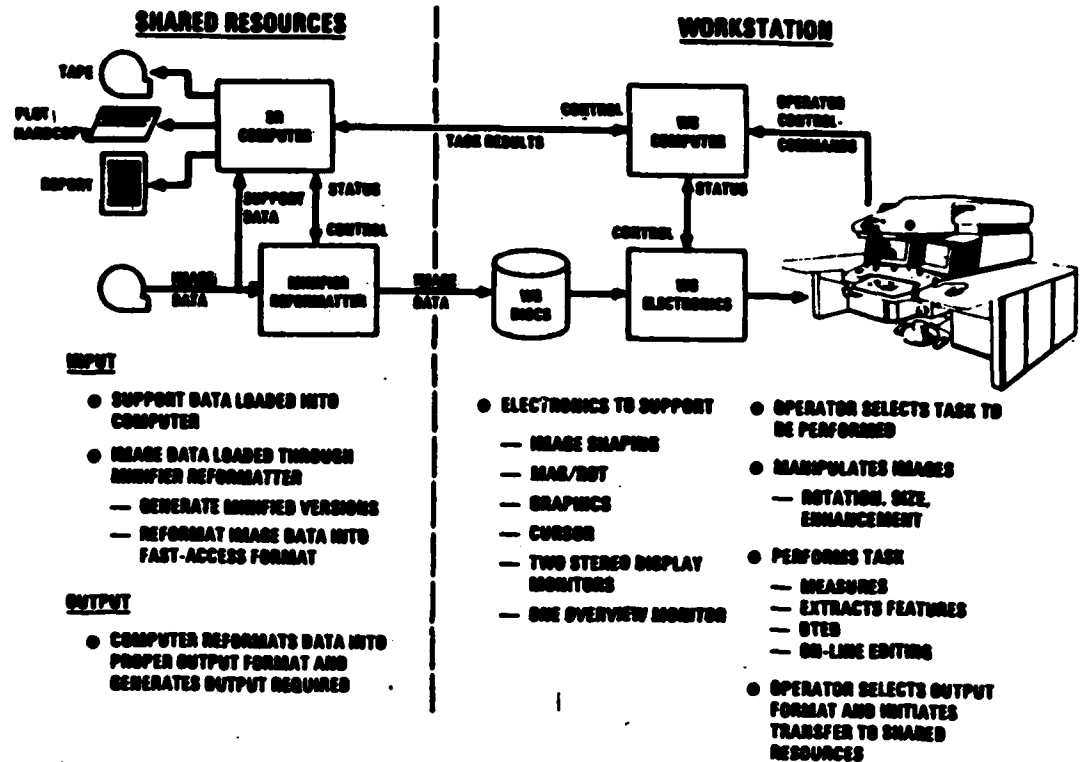 SHARED RESOURCES
TAPE
PLOT/
HARDCOPY
REPORT
SR
COMPUTER
SUPPORT
DATA
STATUS
CONTROL
IMAGE
DATA
MINIFIER
REFORMATTER
IMAGE
DATA
INPUT
● SUPPORT DATA LOADED INTO
COMPUTER
● IMAGE DATA LOADED THROUGH
MINIFIER REFORMATTER
— GENERATE MINIFIED VERSIONS
— REFORMAT IMAGE DATA INTO
FAST-ACCESS FORMAT
OUTPUT
● COMPUTER REFORMATS DATA INTO
PROPER OUTPUT FORMAT AND
GENERATES OUTPUT REQUIRED
WORKSTATION
CONTROL
TASK RESULTS
WS
COMPUTER
OPERATOR
CONTROL-
COMMANDS
STATUS
CONTROL
WS
DISCS
WS
ELECTRONICS
● ELECTRONICS TO SUPPORT
— IMAGE SHAPING
— MAG/ROT
— GRAPHICS
— CURSOR
— TWO STEREO DISPLAY
MONITORS
— ONE OVERVIEW MONITOR
● OPERATOR SELECTS TASK TO
BE PERFORMED
● MANIPULATES IMAGES
— ROTATION, SIZE,
ENHANCEMENT
● PERFORMS TASK
— MEASURES
— EXTRACTS FEATURES
— DTED
— ON-LINE EDITING
● OPERATOR SELECTS OUTPUT
FORMAT AND INITIATES
TRANSFER TO SHARED
RESOURCES